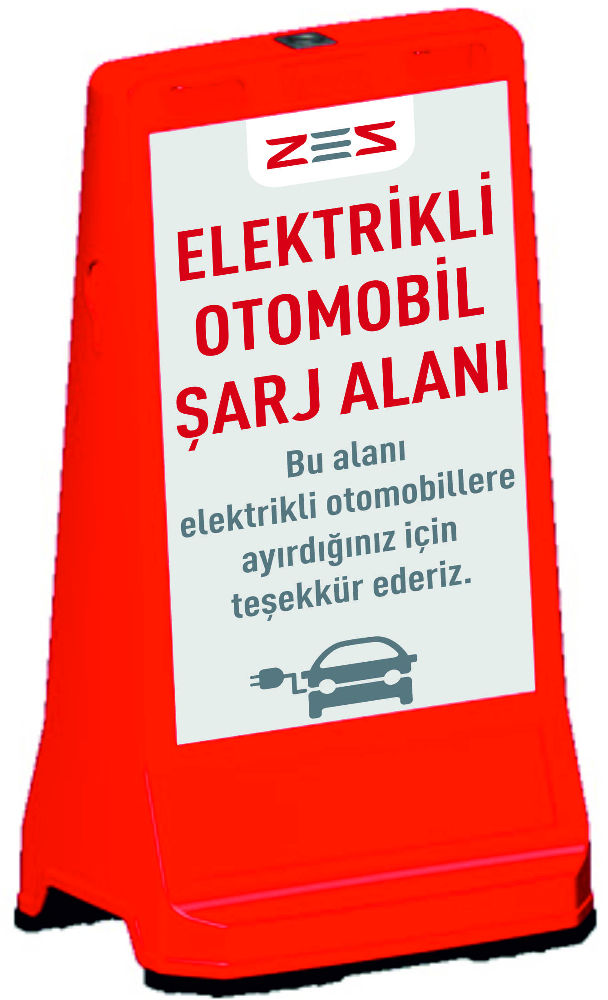 ZES
ELEKTRİKLİ
OTOMOBİL
ŞARJ ALANI
Bu alanı
elektrikli otomobillere
ayırdığınız için
teşekkür ederiz.